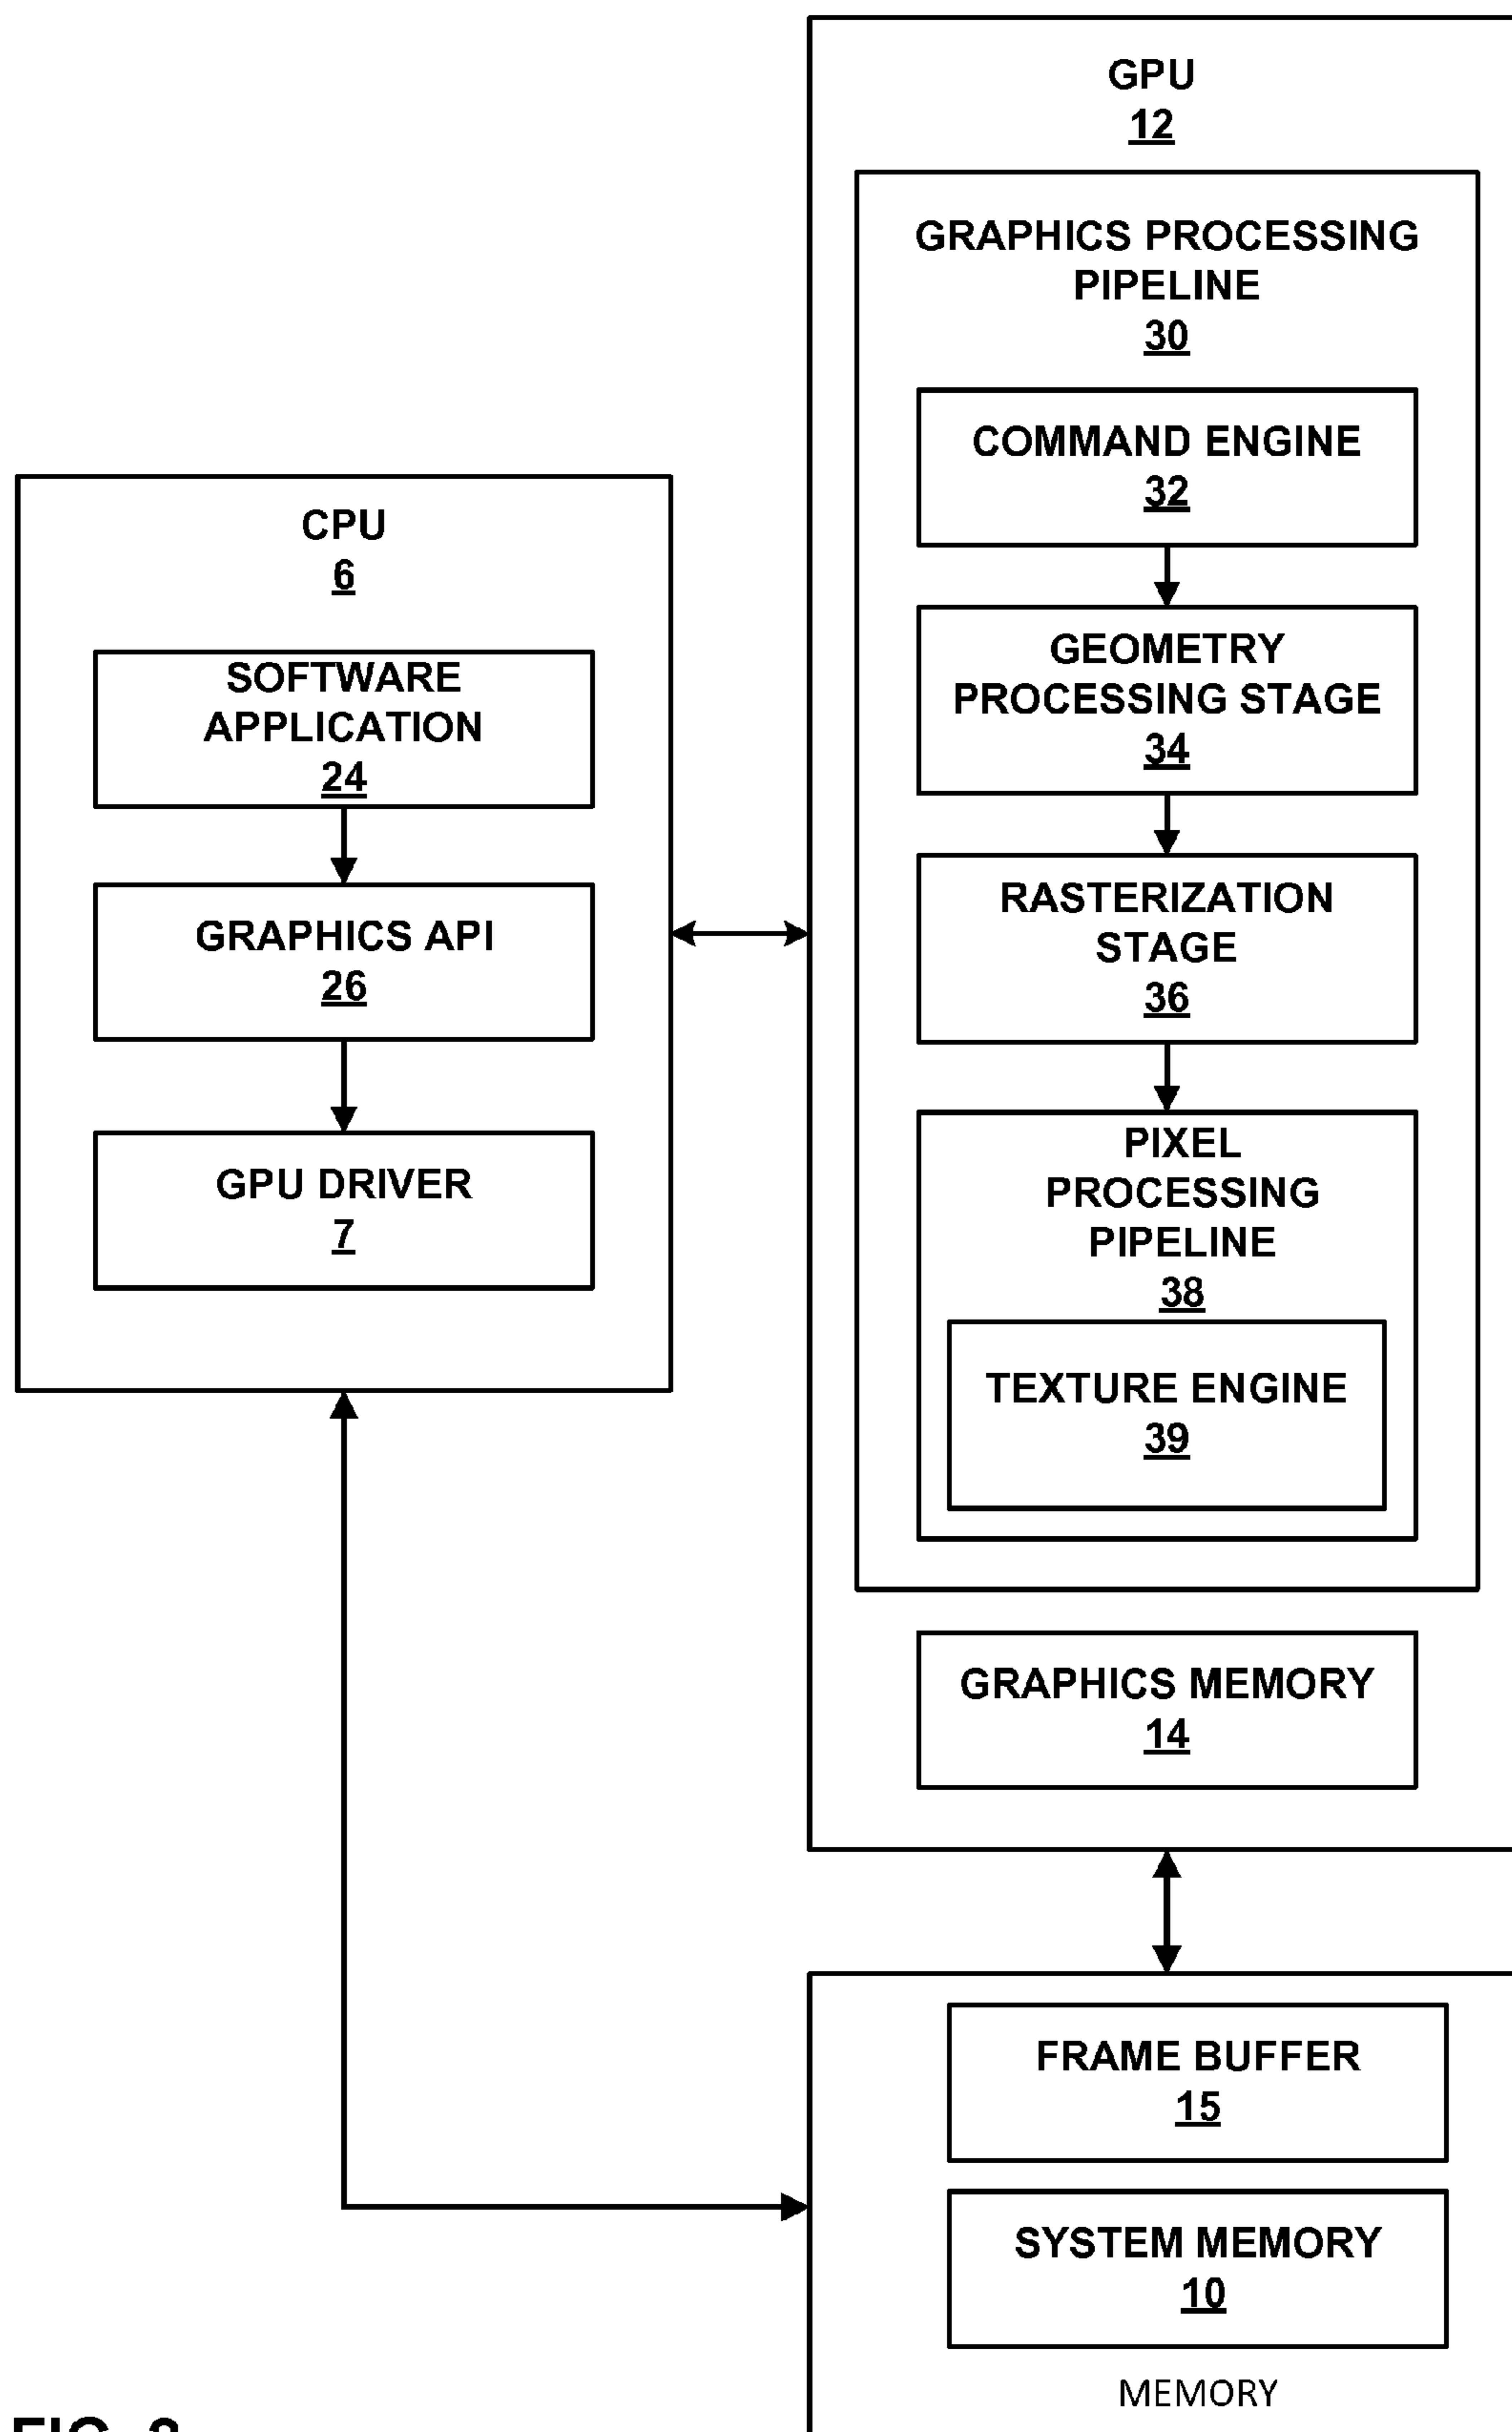 GPU
12
GRAPHICS PROCESSING
PIPELINE
30
COMMAND ENGINE
32
GEOMETRY
PROCESSING STAGE
34
RASTERIZATION
STAGE
36
PIXEL
PROCESSING
PIPELINE
38
TEXTURE ENGINE
39
GRAPHICS MEMORY
14
CPU
6
SOFTWARE
APPLICATION
24
GRAPHICS API
26
GPU DRIVER
7
FRAME BUFFER
15
SYSTEM MEMORY
10
MEMORY
FIG.